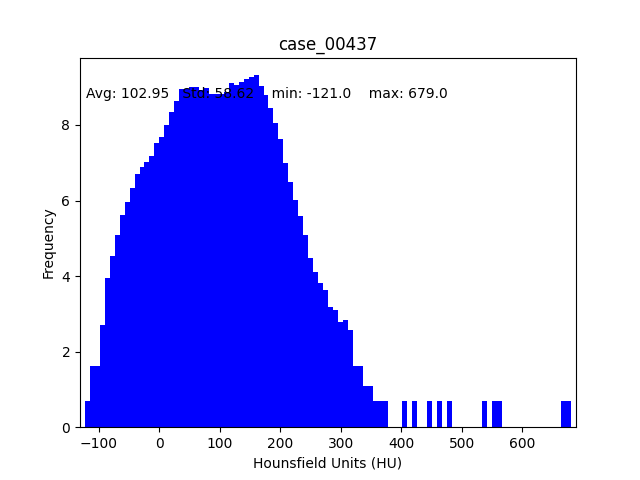 case_00437
Avg: 102.95 Std: 58.62 min: -121.0 max: 679.0
Frequency
8
6
4
2
0
−100 0 100 200 300 400 500 600
Hounsfield Units (HU)